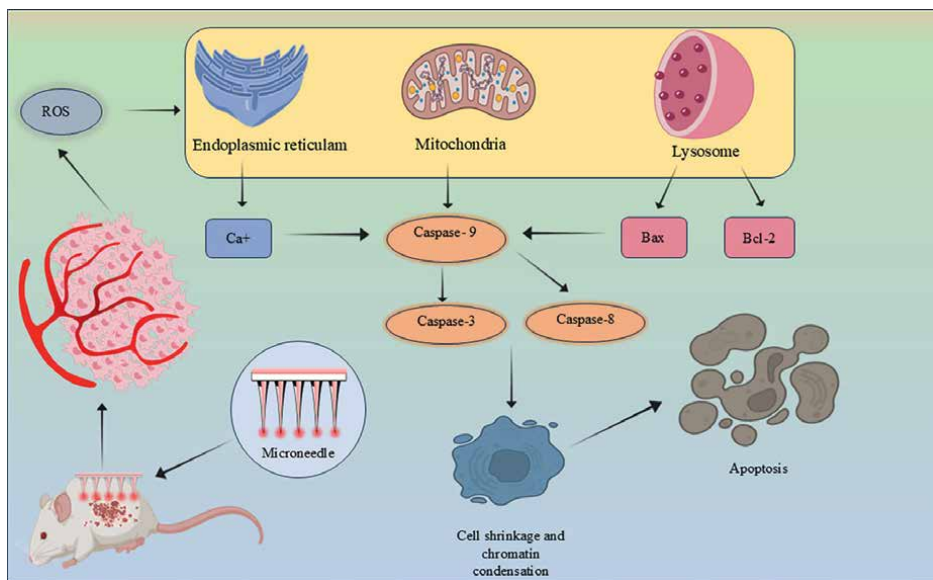 ROS
Endoplasmic reticulam
Mitochondria
Lysosome
Ca+
Caspase- 9
Bax
Bcl-2
Caspase-3
Caspase-8
Microneedle
Apoptosis
Cell shrinkage and
chromatin
condensation